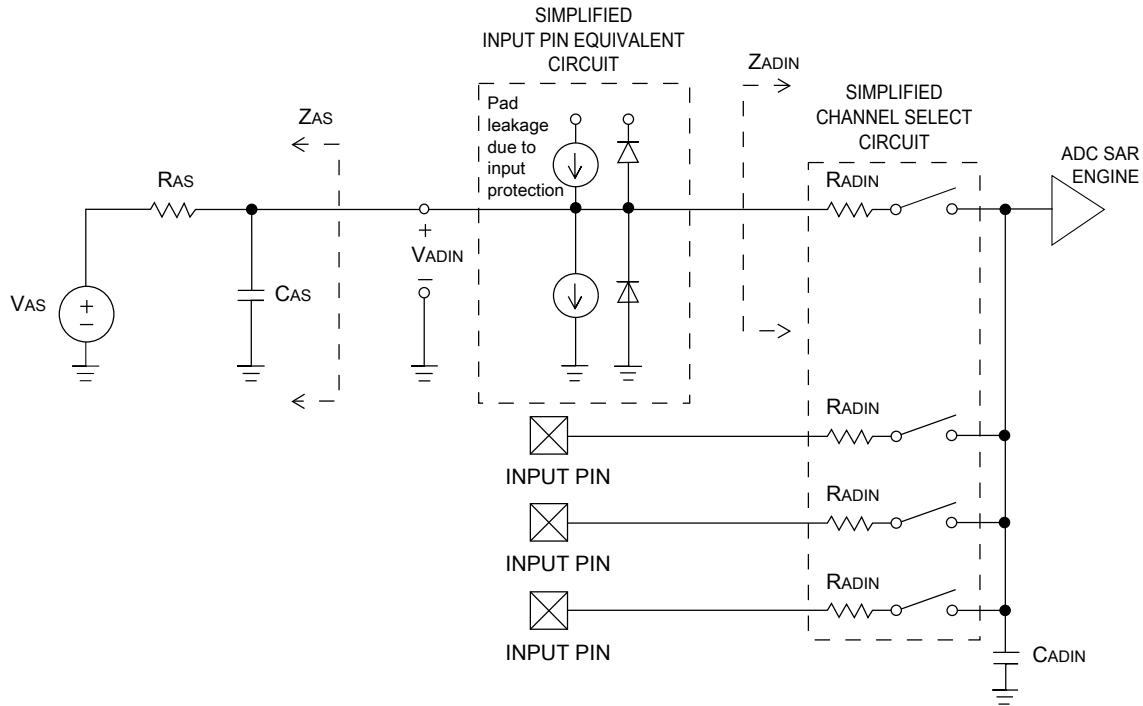 SIMPLIFIED
INPUT PIN EQUIVALENT
CIRCUIT
Pad
leakage
due to
input
protection
ZAS
ZADIN
SIMPLIFIED
CHANNEL SELECT
CIRCUIT
RAS
RADIN
ADC SAR
ENGINE
+
VADIN
–
VAS
+
–
CAS
RADIN
INPUT PIN
RADIN
INPUT PIN
RADIN
INPUT PIN
CADIN